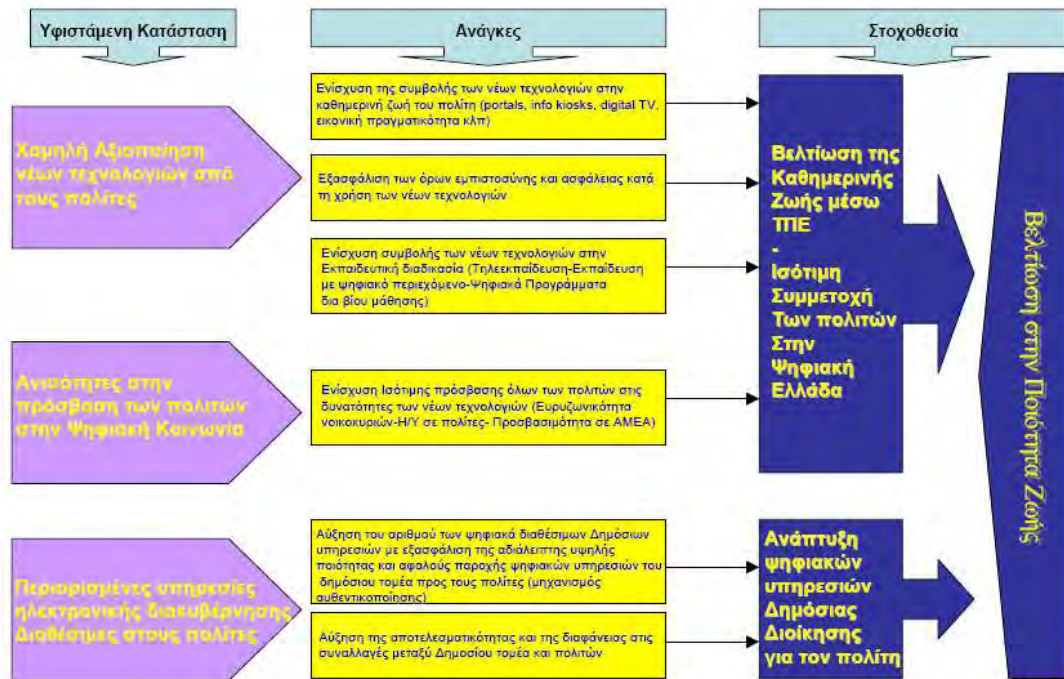 Υφιστάμενη Κατάσταση
Ανάγκες
Στοχοθεσία
Χαμηλή Αξιοποίηση
νέων τεχνολογιών από
τους πολίτες
Ενίσχυση της συμβολής των νέων τεχνολογιών στην
καθημερινή ζωή του πολίτη (portals, info kiosks, digital TV,
εικονική πραγματικότητα κλπ)
Εξασφάλιση των όρων εμπιστοσύνης και ασφάλειας κατά
τη χρήση των νέων τεχνολογιών
Ενίσχυση συμβολής των νέων τεχνολογιών στην
Εκπαιδευτική διαδικασία (Τηλεεκπαίδευση-Εκπαίδευση
με ψηφιακό περιεχόμενο-Ψηφιακά Προγράμματα
δια βίου μάθησης)
Ανισότητες στην
πρόσβαση των πολιτών
στην Ψηφιακή Κοινωνία
Ενίσχυση Ισότιμης πρόσβασης όλων των πολιτών στις
δυνατότητες των νέων τεχνολογιών (Ευρυζωνικότητα
νοικοκυριών-Η/Υ σε πολίτες- Προσβασιμότητα σε ΑΜΕΑ)
Βελτίωση της
Καθημερινής
Ζωής μέσω
ΤΠΕ
-
Ισότιμη
Συμμετοχή
Των πολιτών
Στην
Ψηφιακή
Ελλάδα
Περιορισμένες υπηρεσίες
ηλεκτρονικής διακυβέρνησης
Διαθέσιμες στους πολίτες
Αύξηση του αριθμού των ψηφιακά διαθέσιμων Δημόσιων
υπηρεσιών με εξασφάλιση της αδιάλειπτης υψηλής
ποιότητας και αφαλούς παροχής ψηφιακών υπηρεσιών του
δημόσιου τομέα προς τους πολίτες (μηχανισμός
αυθεντικοποίησης)
Αύξηση της αποτελεσματικότητας και της διαφάνειας στις
συναλλαγές μεταξύ Δημοσίου τομέα και πολιτών
Ανάπτυξη
ψηφιακών
υπηρεσιών
Δημόσιας
Διοίκησης
για τον πολίτη
Βελτίωση στην Ποιότητα Ζωής